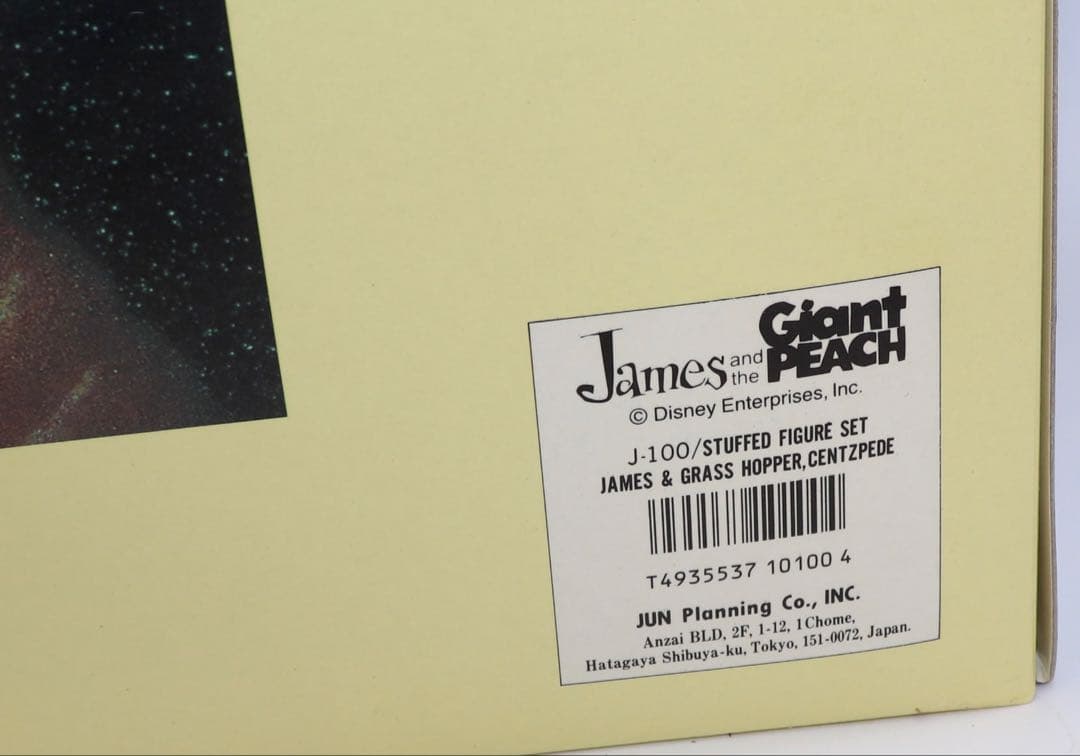 James and the Giant PEACH
© Disney Enterprises, Inc.
J-100/STUFFED FIGURE SET
JAMES & GRASS HOPPER,CENTZPEDE
T4935537 10100 4
JUN Planning Co., INC.
Anzai BLD, 2F, 1-12, 1Chome,
Hatagaya Shibuya-ku, Tokyo, 151-0072, Japan.